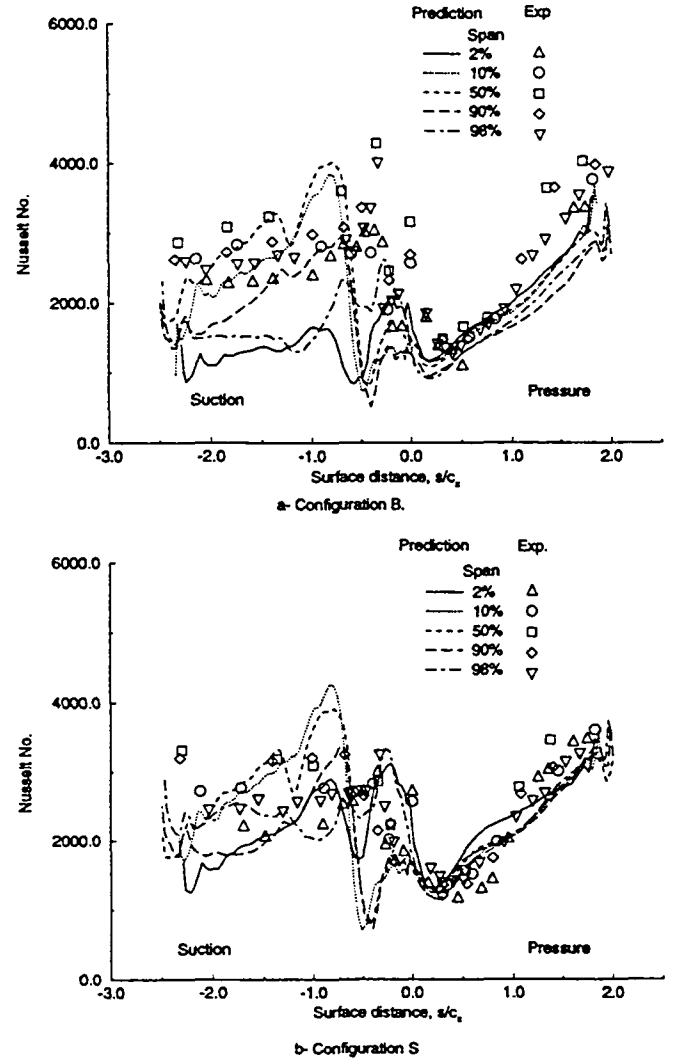 Prediction Exp
Span
2%
10%
50%
90%
98%
6000.0
4000.0
2000.0
0.0
Nusselt No.
Suction
Pressure
-3.0 -2.0 -1.0 0.0 1.0 2.0
Surface distance, s/cₓ
a- Configuration B.
Prediction Exp.
Span
2%
10%
50%
90%
98%
6000.0
4000.0
2000.0
0.0
Nusselt No.
Suction
Pressure
-3.0 -2.0 -1.0 0.0 1.0 2.0
Surface distance, s/cₓ
b- Configuration S